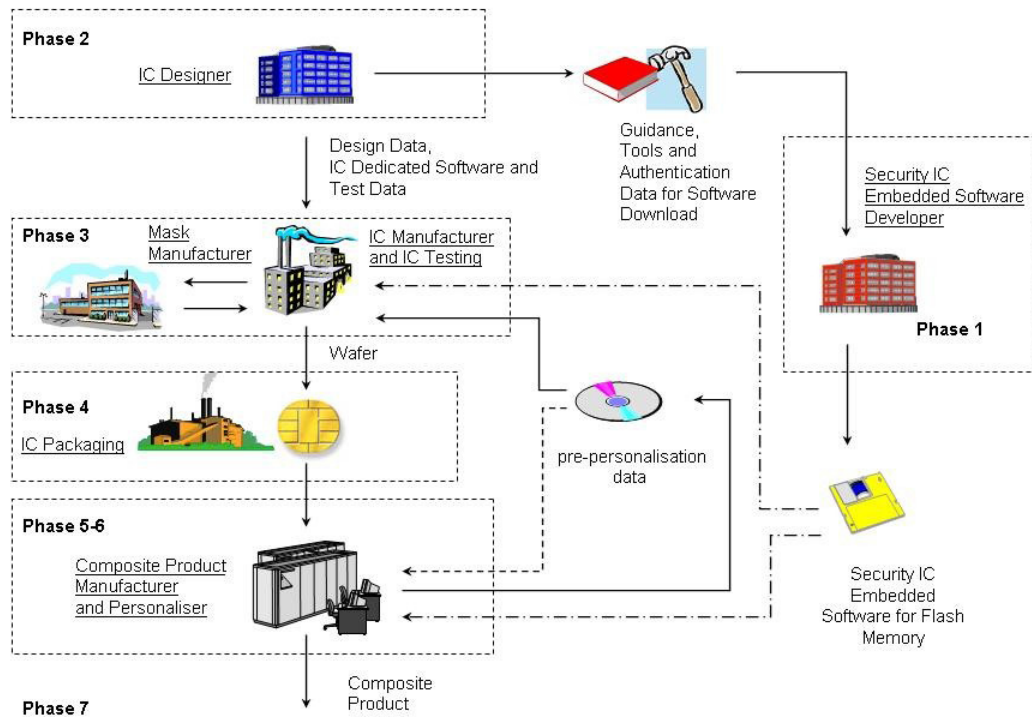 Phase 2
IC Designer
Design Data,
IC Dedicated Software and
Test Data
Guidance,
Tools and
Authentication
Data for Software
Download
Security IC
Embedded Software
Developer
Phase 1
Phase 3
Mask
Manufacturer
IC Manufacturer
and IC Testing
Wafer
Phase 4
IC Packaging
pre-personalisation
data
Phase 5-6
Composite Product
Manufacturer
and Personaliser
Security IC
Embedded
Software for Flash
Memory
Composite
Product
Phase 7